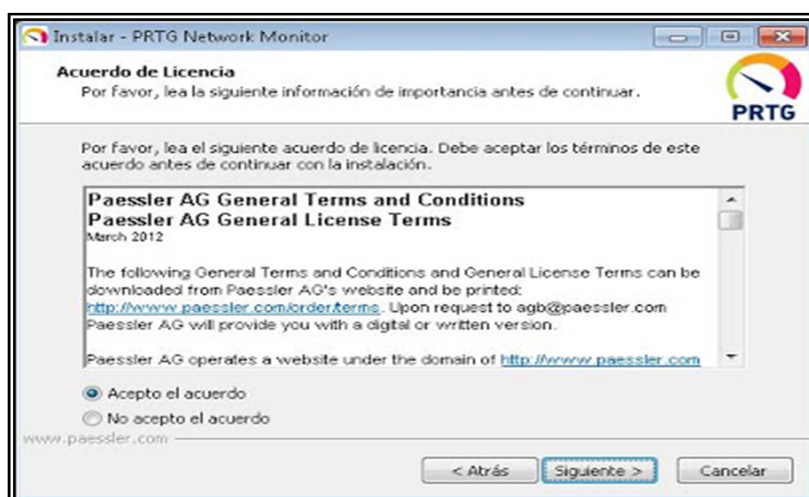 Instalar - PRTG Network Monitor
Acuerdo de Licencia
Por favor, lea la siguiente información de importancia antes de continuar.
PRTG
Por favor, lea el siguiente acuerdo de licencia. Debe aceptar los términos de este
acuerdo antes de continuar con la instalación.
Paessler AG General Terms and Conditions
Paessler AG General License Terms
March 2012
The following General Terms and Conditions and General License Terms can be
downloaded from Paessler AG's website and be printed:
http://www.paessler.com/order/terms. Upon request to agb@paessler.com
Paessler AG will provide you with a digital or written version.
Paessler AG operates a website under the domain of http://www.paessler.com
Acepto el acuerdo
No acepto el acuerdo
www.paessler.com
< Atrás Siguiente > Cancelar